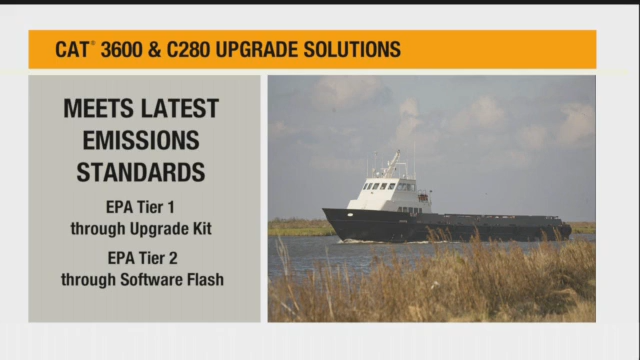 CAT® 3600 & C280 UPGRADE SOLUTIONS
MEETS LATEST
EMISSIONS
STANDARDS
EPA Tier 1
through Upgrade Kit
EPA Tier 2
through Software Flash